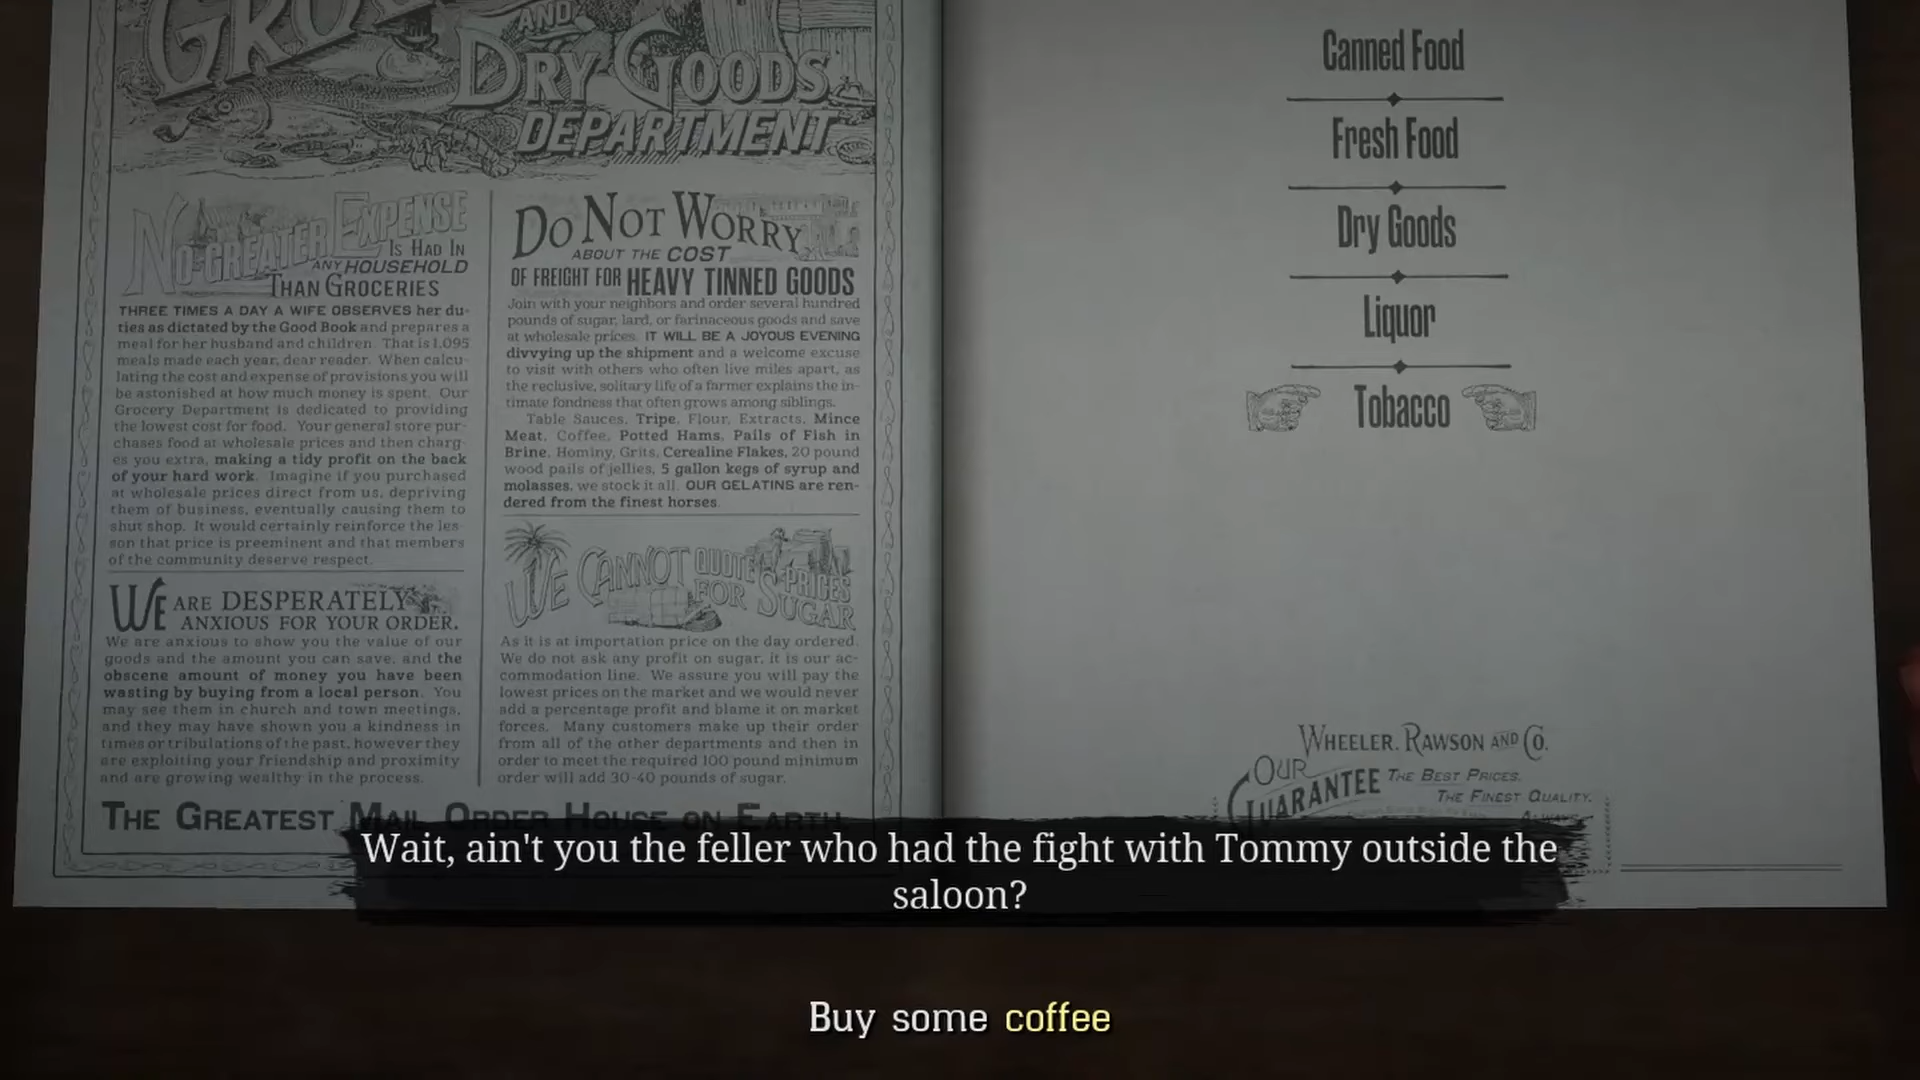 GRO
AND
DRY GOODS
DEPARTMENT
NO GREATER EXPENSE
IS HAD IN
ANY HOUSEHOLD
THAN GROCERIES
THREE TIMES A DAY A WIFE OBSERVES her du-
ties as dictated by the Good Book and prepares a
meal for her husband and children. That is 1,095
meals made each year, dear reader. When calcu-
lating the cost and expense of provisions you will
be astonished at how much money is spent. Our
Grocery Department is dedicated to providing
the lowest cost for food. Your general store pur-
chases food at wholesale prices and then charg-
es you extra, making a tidy profit on the back
of your hard work. Imagine if you purchased
at wholesale prices direct from us, depriving
them of business, eventually causing them to
shut shop. It would certainly reinforce the les-
son that price is preeminent and that members
of the community deserve respect.
WE ARE DESPERATELY
ANXIOUS FOR YOUR ORDER.
We are anxious to show you the value of our
goods and the amount you can save, and the
obscene amount of money you have been
wasting by buying from a local person. You
may see them in church and town meetings,
and they may have shown you a kindness in
times or tribulations of the past, however they
are exploiting your friendship and proximity
and are growing wealthy in the process.
DO NOT WORRY
ABOUT THE COST
OF FREIGHT FOR HEAVY TINNED GOODS
Join with your neighbors and order several hundred
pounds of sugar, lard, or farinaceous goods and save
at wholesale prices. IT WILL BE A JOYOUS EVENING
divvying up the shipment and a welcome excuse
to visit with others who often live miles apart, as
the reclusive, solitary life of a farmer explains the in-
timate fondness that often grows among siblings.
Table Sauces, Tripe, Flour, Extracts, Mince
Meat, Coffee, Potted Hams, Pails of Fish in
Brine, Hominy, Grits, Cerealine Flakes, 20 pound
wood pails of jellies, 5 gallon kegs of syrup and
molasses, we stock it all. OUR GELATINS are ren-
dered from the finest horses.
WE CANNOT QUOTE PRICES
FOR SUGAR
As it is at importation price on the day ordered.
We do not ask any profit on sugar, it is our ac-
commodation line. We assure you will pay the
lowest prices on the market and we would never
add a percentage profit and blame it on market
forces. Many customers make up their order
from all of the other departments and then in
order to meet the required 100 pound minimum
order will add 30-40 pounds of sugar.
THE GREATEST MAIL ORDER HOUSE ON EARTH
Canned Food
Fresh Food
Dry Goods
Liquor
Tobacco
WHEELER, RAWSON AND CO.
OUR
GUARANTEE
THE BEST PRICES.
THE FINEST QUALITY.
ALWAYS
Wait, ain't you the feller who had the fight with Tommy outside the
saloon?
Buy some coffee